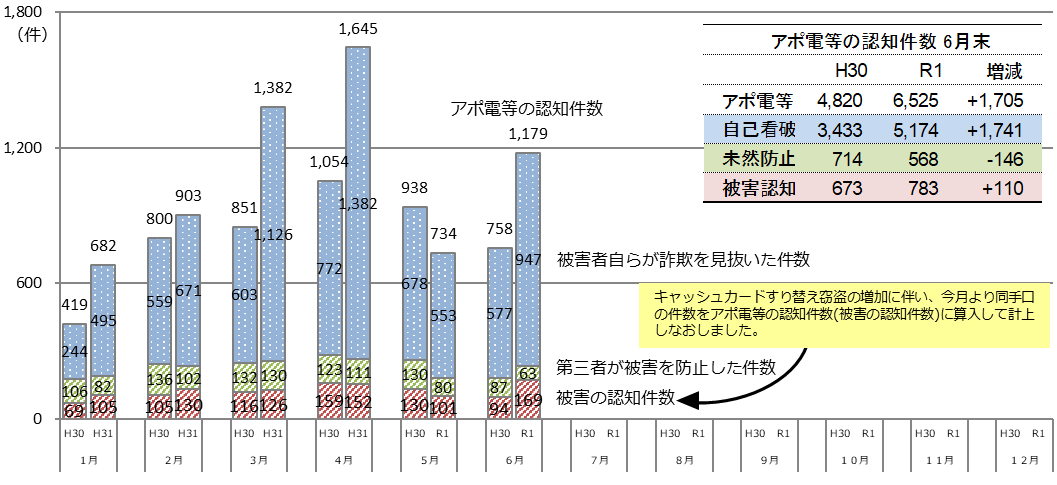 1,800
(件)
1,200
600
0
アポ電等の認知件数 6月末
H30 R1 増減
アポ電等 4,820 6,525 +1,705
自己看破 3,433 5,174 +1,741
未然防止 714 568 -146
被害認知 673 783 +110
アポ電等の認知件数
被害者自らが詐欺を見抜いた件数
キャッシュカードすり替え窃盗の増加に伴い、今月より同手口
の件数をアポ電等の認知件数(被害の認知件数)に算入して計上
しなおしました。
第三者が被害を防止した件数
被害の認知件数
419 682 800 903 851 1,382 1,054 1,645 938 734 758 1,179
244 495 559 671 603 1,126 772 1,382 678 553 577 947
106 82 136 102 132 130 123 111 130 80 87 63
69 105 105 130 116 126 159 152 130 101 94 169
H30 H31 H30 H31 H30 H31 H30 H31 H30 R1 H30 R1 H30 R1 H30 R1 H30 R1 H30 R1 H30 R1 H30 R1
1月 2月 3月 4月 5月 6月 7月 8月 9月 10月 11月 12月